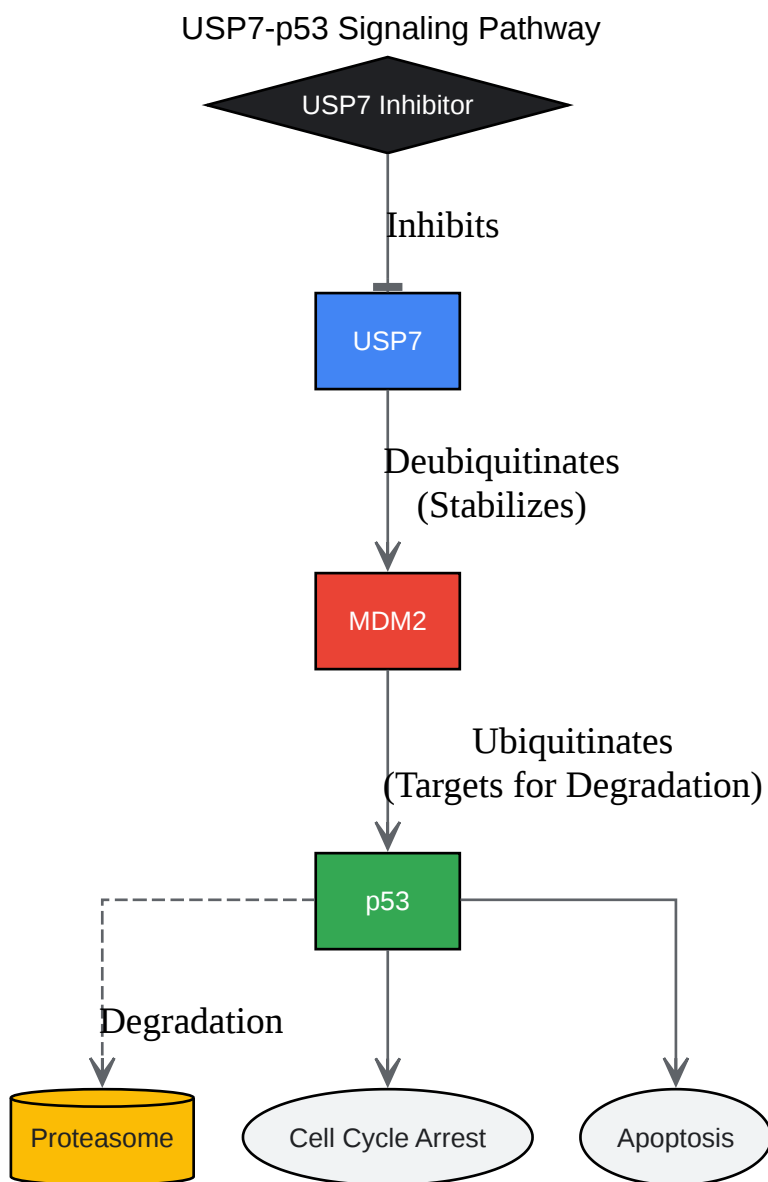 USP7-p53 Signaling Pathway
USP7 Inhibitor
Inhibits
USP7
Deubiquitinates
(Stabilizes)
MDM2
Ubiquitinates
(Targets for Degradation)
p53
Degradation
Proteasome
Cell Cycle Arrest
Apoptosis